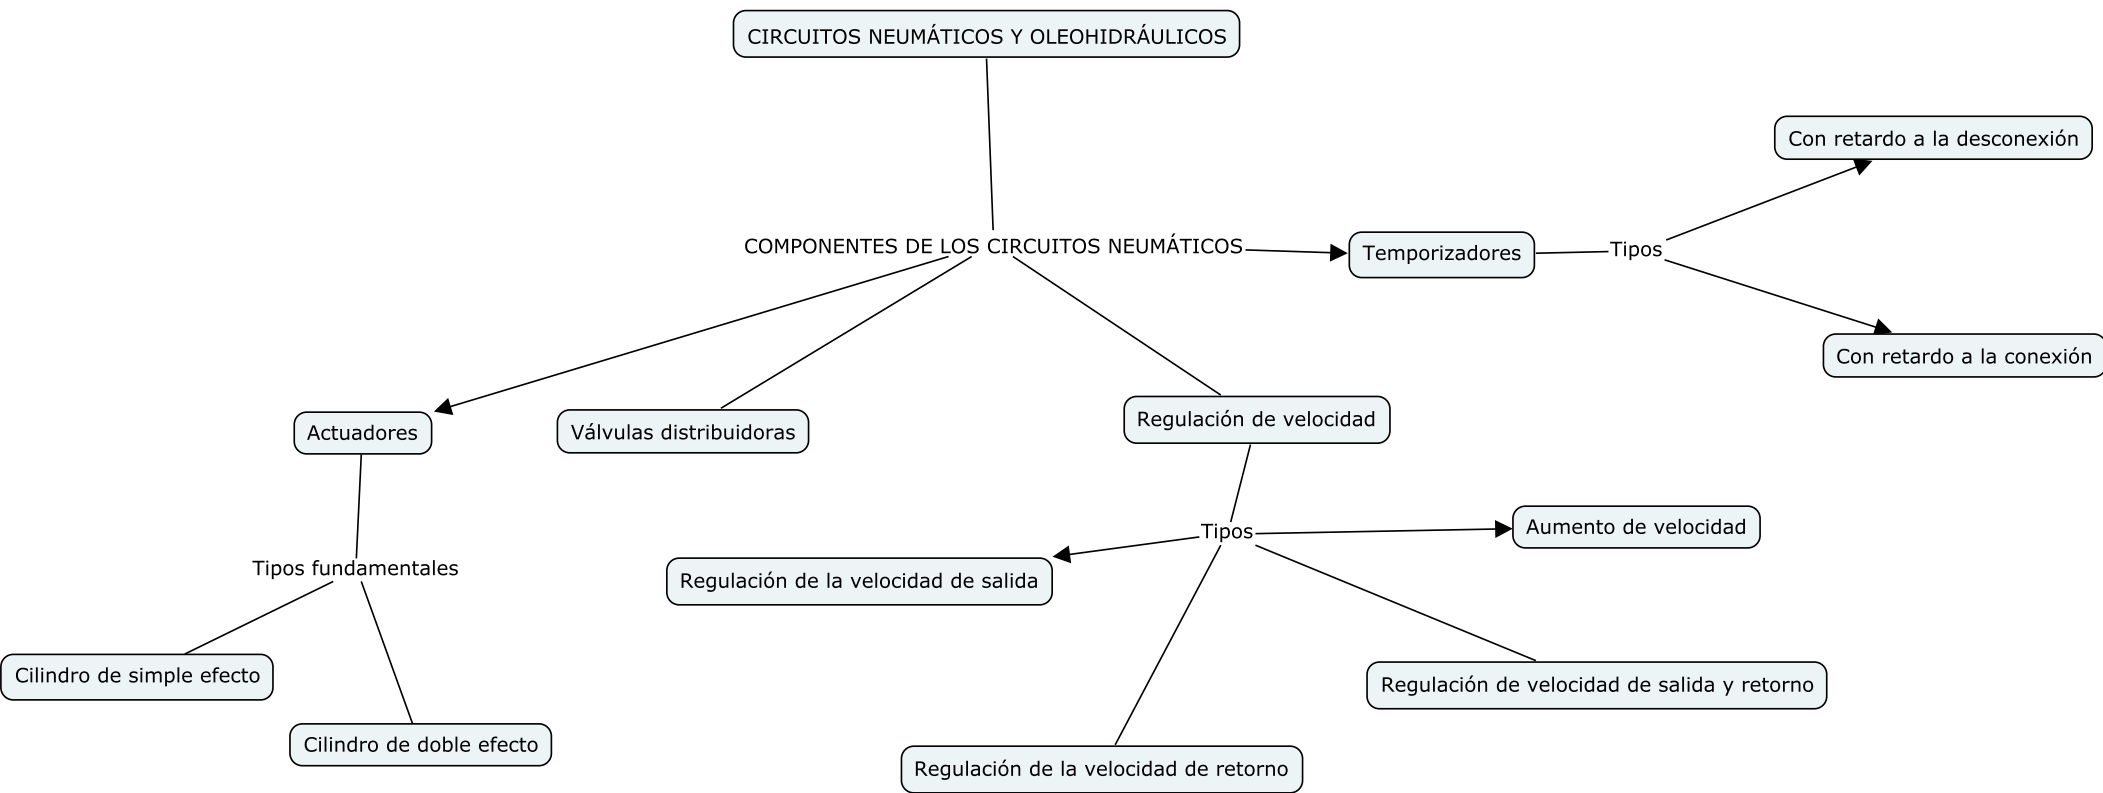 CIRCUITOS NEUMÁTICOS Y OLEOHIDRÁULICOS
Con retardo a la desconexión
COMPONENTES DE LOS CIRCUITOS NEUMÁTICOS
Temporizadores
Tipos
Con retardo a la conexión
Actuadores
Válvulas distribuidoras
Regulación de velocidad
Tipos
Aumento de velocidad
Tipos fundamentales
Regulación de la velocidad de salida
Cilindro de simple efecto
Regulación de velocidad de salida y retorno
Cilindro de doble efecto
Regulación de la velocidad de retorno